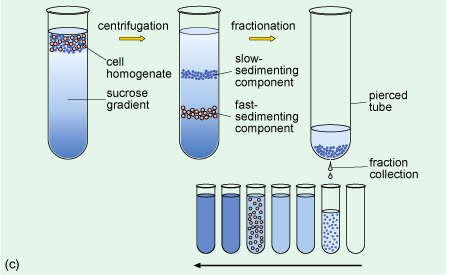 centrifugation
fractionation
cell
homogenate
sucrose
gradient
slow-
sedimenting
component
fast-
sedimenting
component
pierced
tube
fraction
collection
(c)